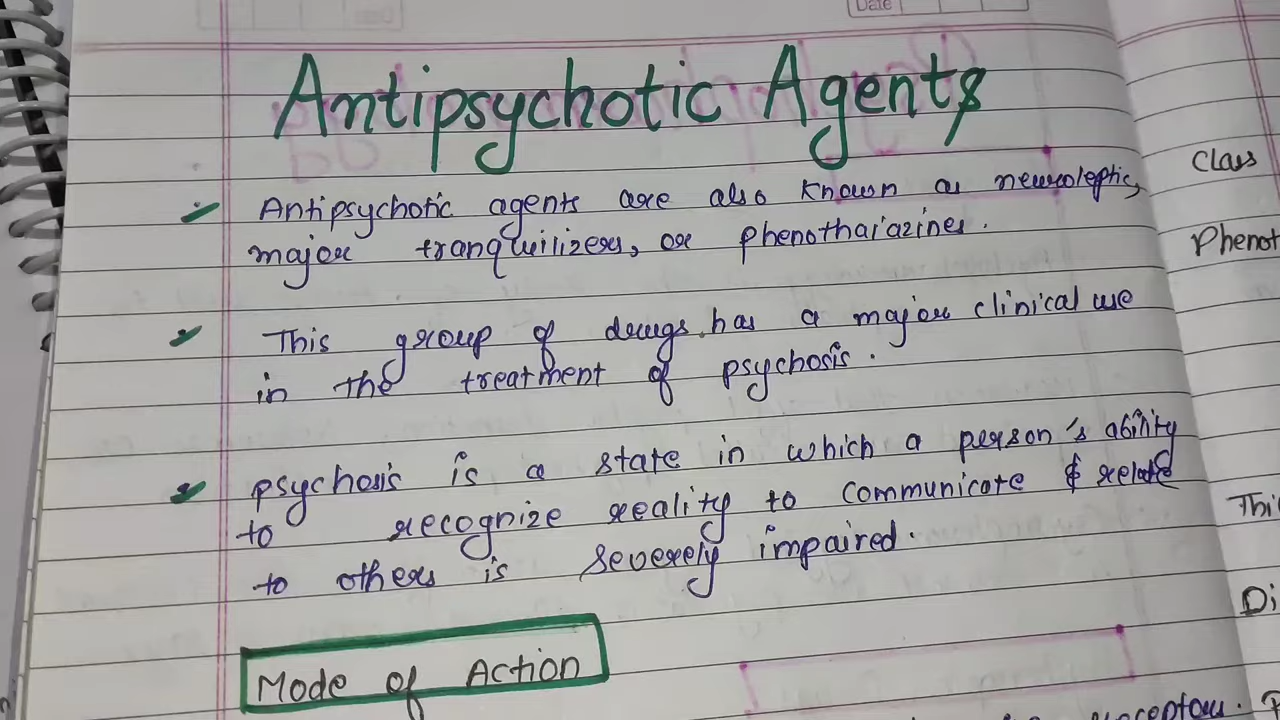 Date
Antipsychotic Agents
Antipsychotic agents are also known as neuroleptic,
major tranquilizers, or phenothaiazines.
This group of drugs has a major clinical use
in the treatment of psychosis.
psychosis is a state in which a person's ability
to recognize reality to communicate & relate
to others is severely impaired.
Mode of Action
Class
Phenot
Thi
Di